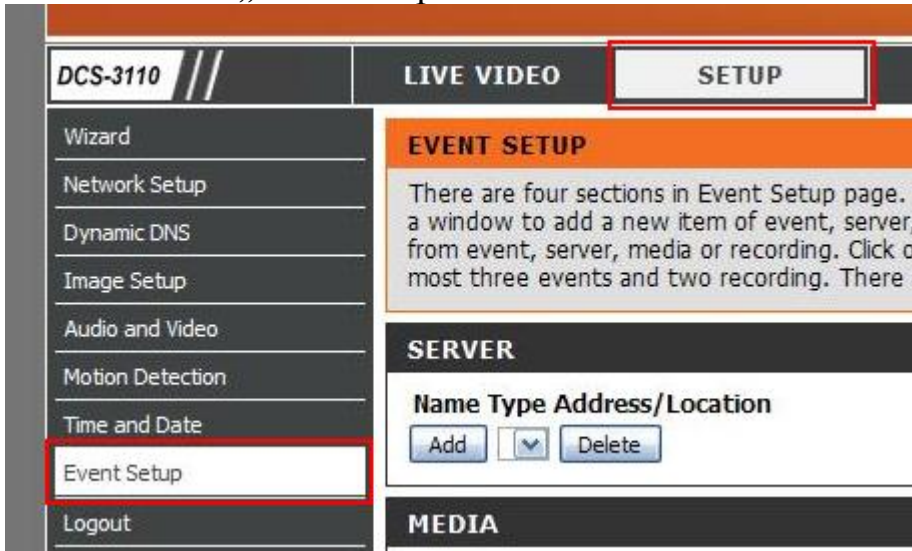 DCS-3110
LIVE VIDEO
SETUP
Wizard
Network Setup
Dynamic DNS
Image Setup
Audio and Video
Motion Detection
Time and Date
Event Setup
Logout
EVENT SETUP
There are four sections in Event Setup page.
a window to add a new item of event, server,
from event, server, media or recording. Click
most three events and two recording. There
SERVER
Name Type Address/Location
Add
Delete
MEDIA